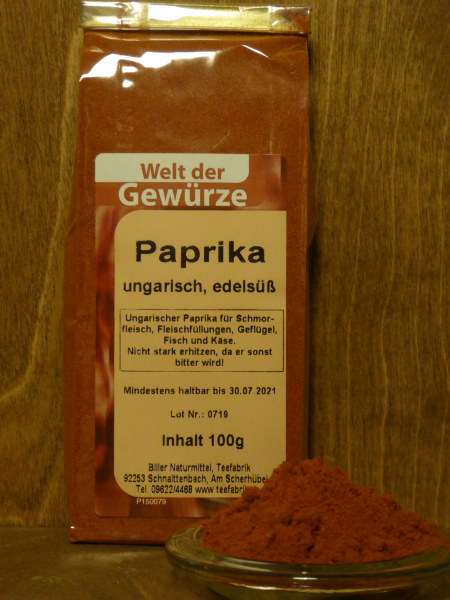 Welt der
Gewürze
Paprika
ungarisch, edelsüß
Ungarischer Paprika für Schmor-
fleisch, Fleischfüllungen, Geflügel,
Fisch und Käse.
Nicht stark erhitzen, da er sonst
bitter wird!
Mindestens haltbar bis 30.07.2021
Lot Nr.: 0719
Inhalt 100g
Biller Naturmittel, Teefabrik
92253 Schnaittenbach, Am Scherhübel
Tel. 09622/4468 www.teefabrik
P150079